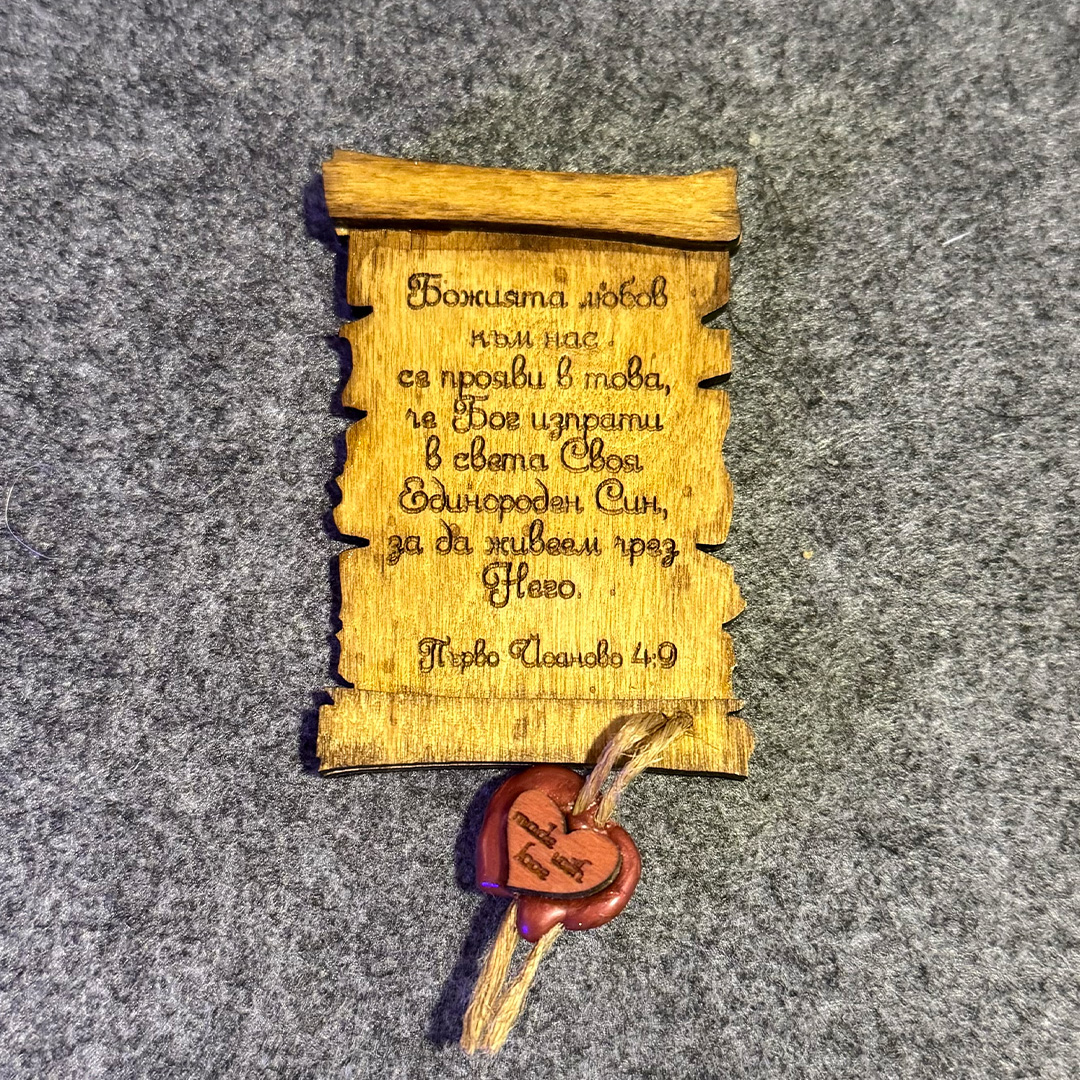 Божията любов
към нас
се прояви в това,
че Бог изпрати
в света Своя
Единороден Син,
за да живеем чрез
Него.
Първо Йоаново 4:9
made with
love